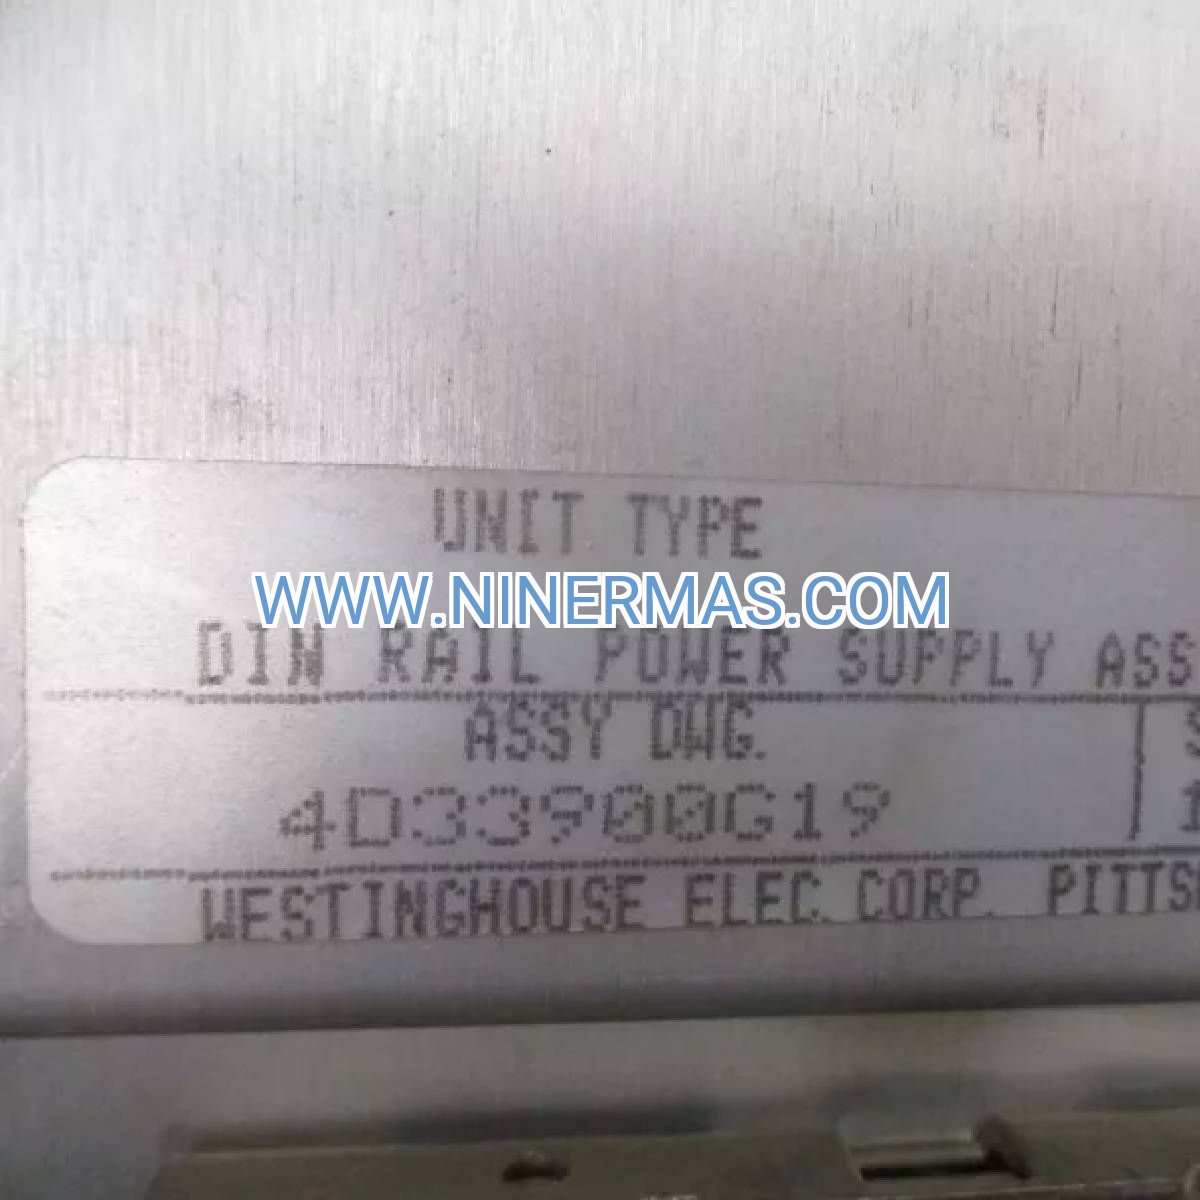 UNIT TYPE
WWW.NINERMAS.COM
DIN RAIL POWER SUPPLY ASS
ASSY DWG.
4D33900G19
WESTINGHOUSE ELEC. CORP. PITTS